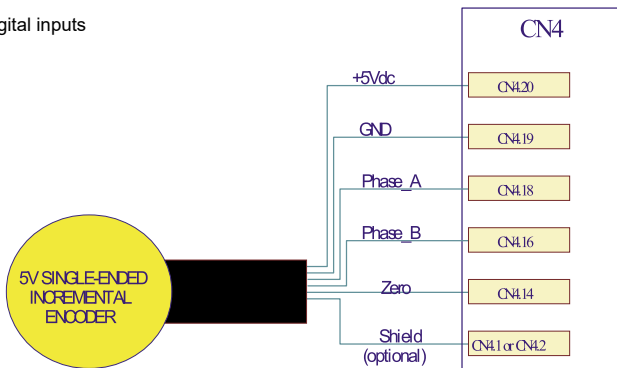 gital inputs
CN4
+5Vdc
CN4.20
GND
CN4.19
Phase_A
CN4.18
Phase_B
CN4.16
5V SINGLE-ENDED
INCREMENTAL
ENCODER
Zero
CN4.14
Shield
(optional)
CN4.1 or CN4.2